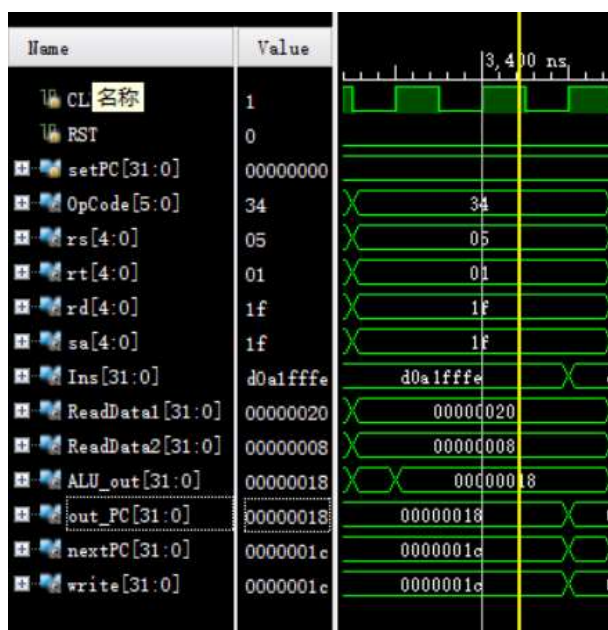 Name Value
3,400 ns
CL 名称 1
RST 0
setPC[31:0] 00000000
OpCode[5:0] 34 34
rs[4:0] 05 05
rt[4:0] 01 01
rd[4:0] 1f 1f
sa[4:0] 1f 1f
Ins[31:0] d0a1fffe d0a1fffe
ReadData1[31:0] 00000020 00000020
ReadData2[31:0] 00000008 00000008
ALU_out[31:0] 00000018 00000018
out_PC[31:0] 00000018 00000018
nextPC[31:0] 0000001c 0000001c
write[31:0] 0000001c 0000001c